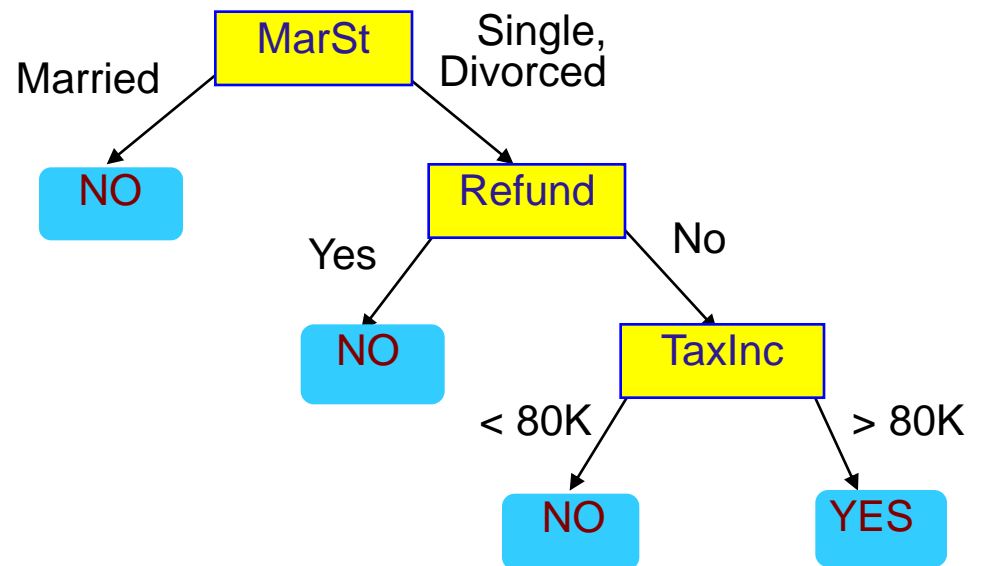 MarSt
Single,
Divorced
Married
NO
Refund
Yes
No
NO
TaxInc
< 80K
> 80K
NO
YES